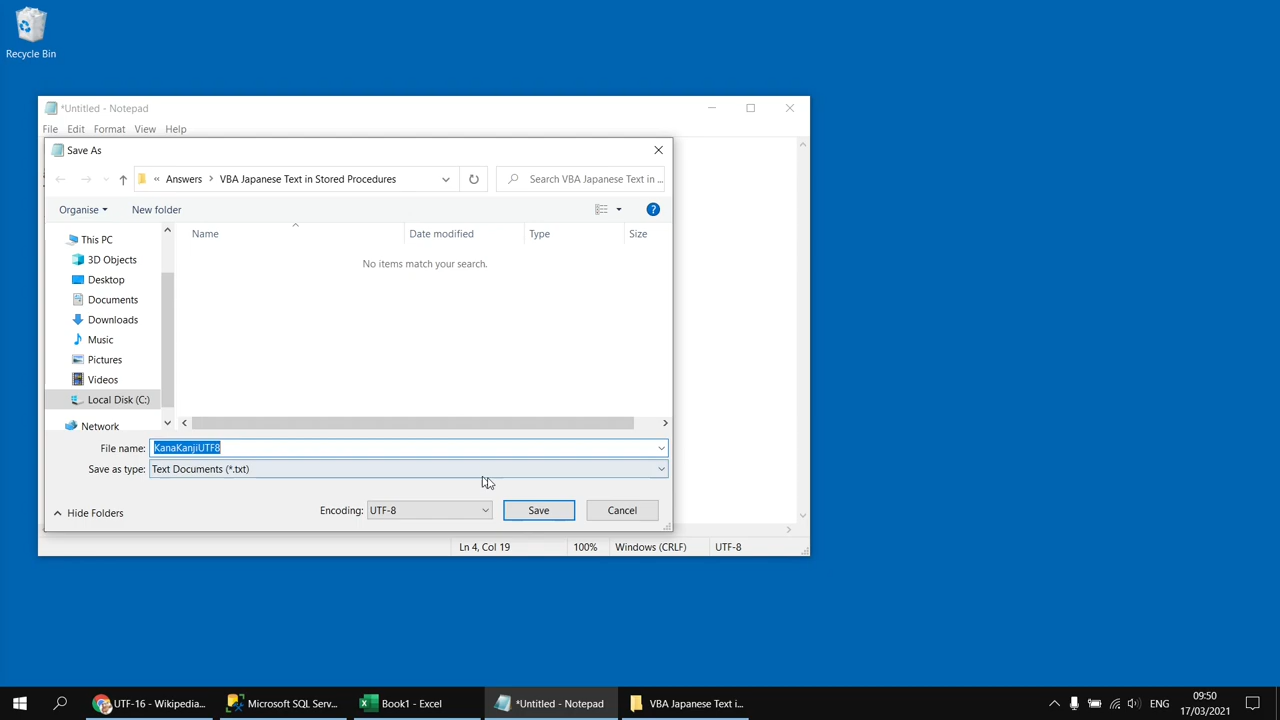 Recycle Bin
*Untitled - Notepad
File Edit Format View Help
Save As
« Answers › VBA Japanese Text in Stored Procedures
Search VBA Japanese Text in ...
Organise New folder
Name Date modified Type Size
No items match your search.
This PC
3D Objects
Desktop
Documents
Downloads
Music
Pictures
Videos
Local Disk (C:)
Network
File name: KanaKanjiUTF8
Save as type: Text Documents (*.txt)
Hide Folders
Encoding: UTF-8 Save Cancel
Ln 4, Col 19 100% Windows (CRLF) UTF-8
UTF-16 - Wikipedia... Microsoft SQL Serv... Book1 - Excel *Untitled - Notepad VBA Japanese Text i... ENG
09:50
17/03/2021